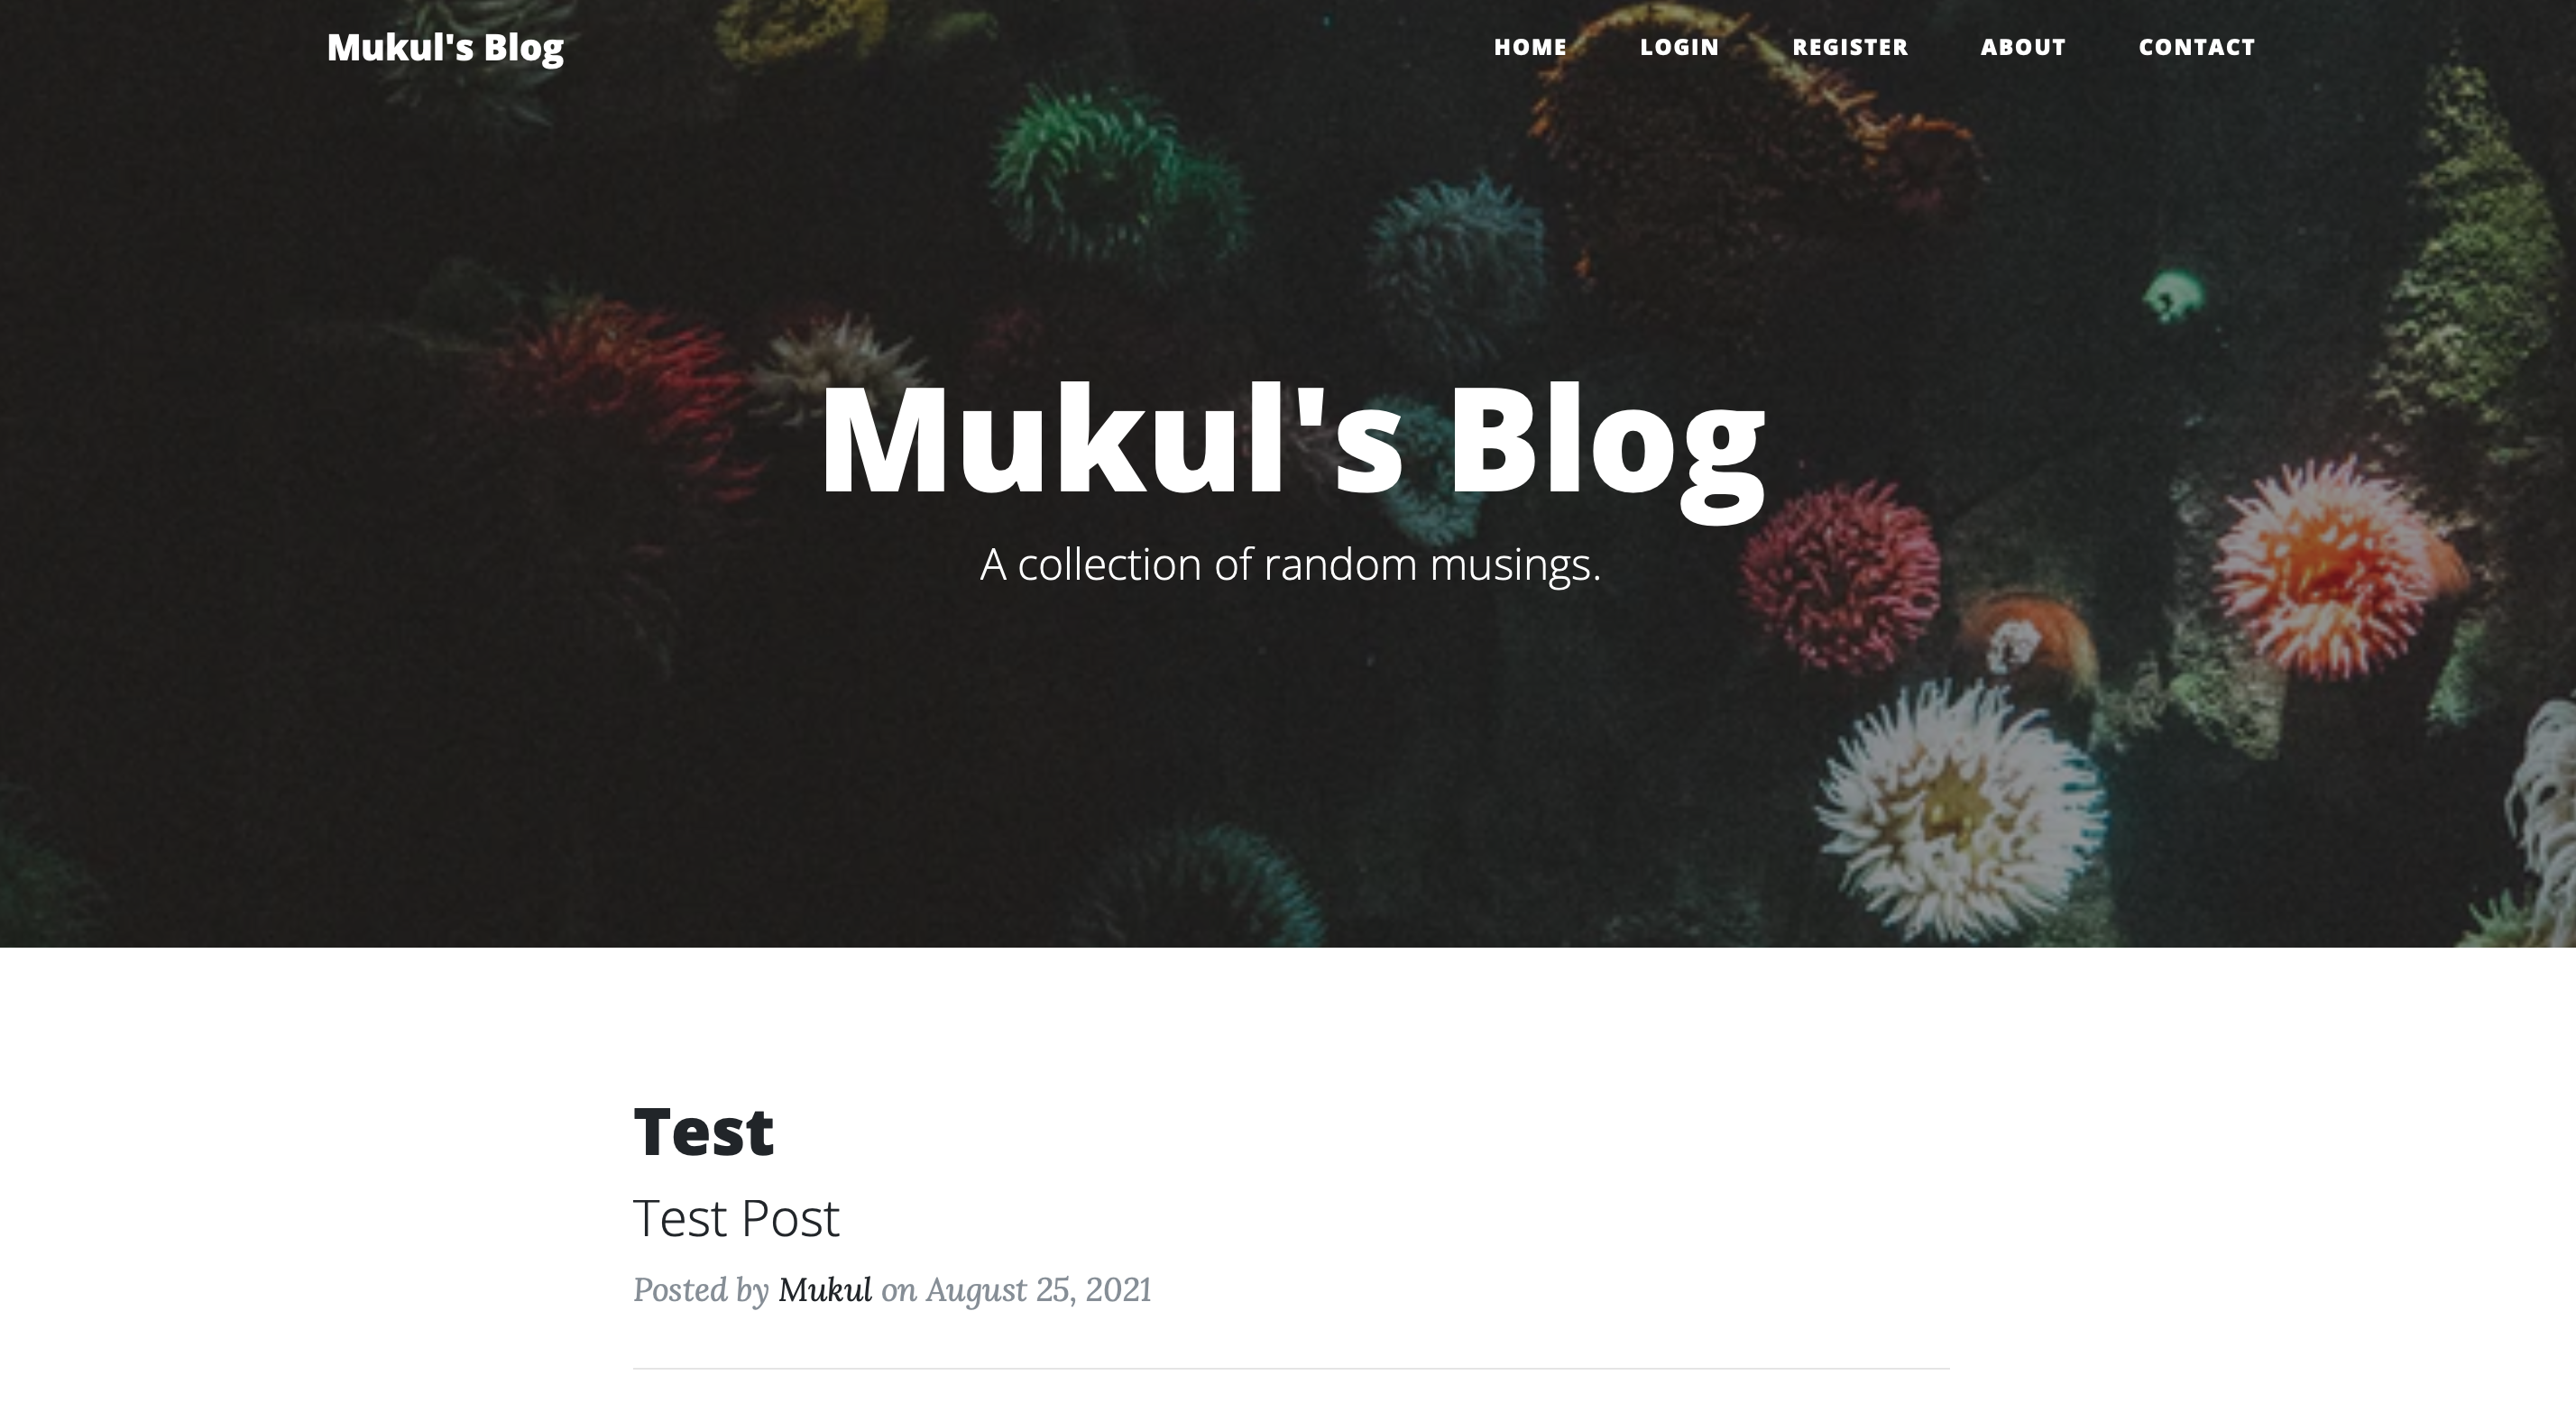 Mukul's Blog
HOME LOGIN REGISTER ABOUT CONTACT
Mukul's Blog
A collection of random musings.
Test
Test Post
Posted by Mukul on August 25, 2021